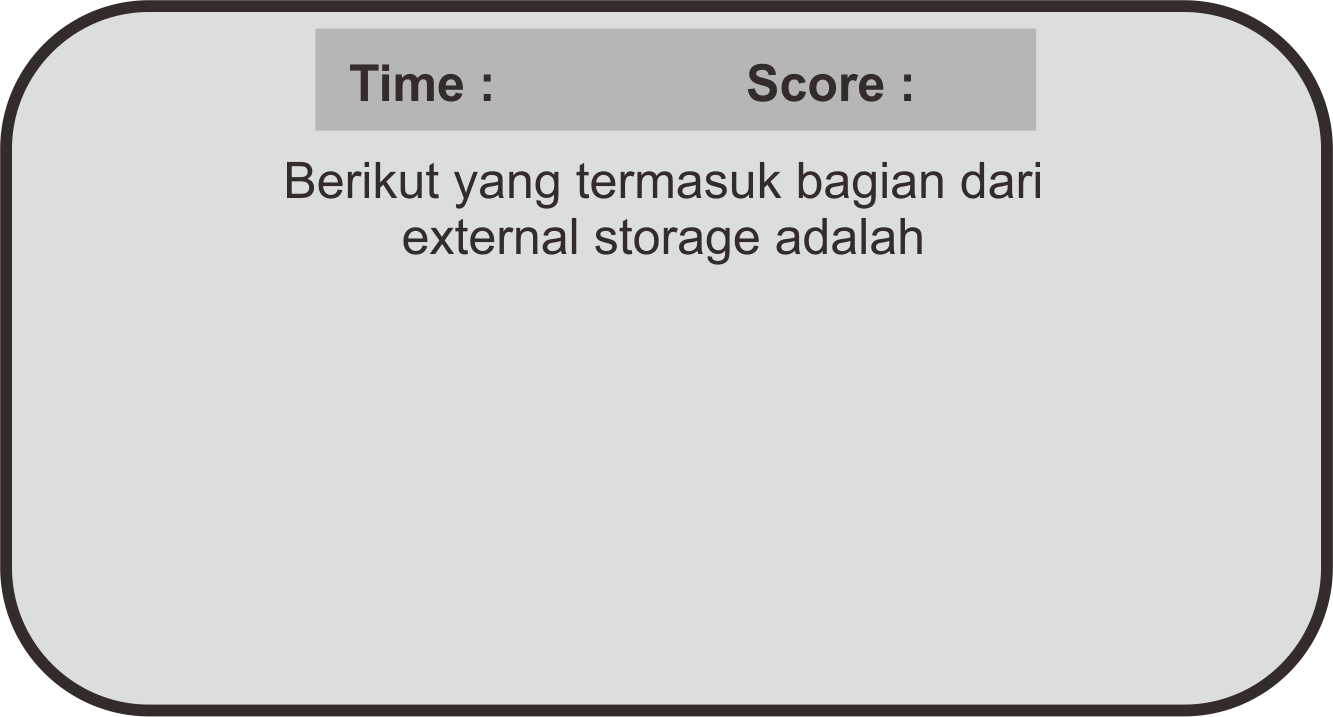 Time : Score :
Berikut yang termasuk bagian dari
external storage adalah